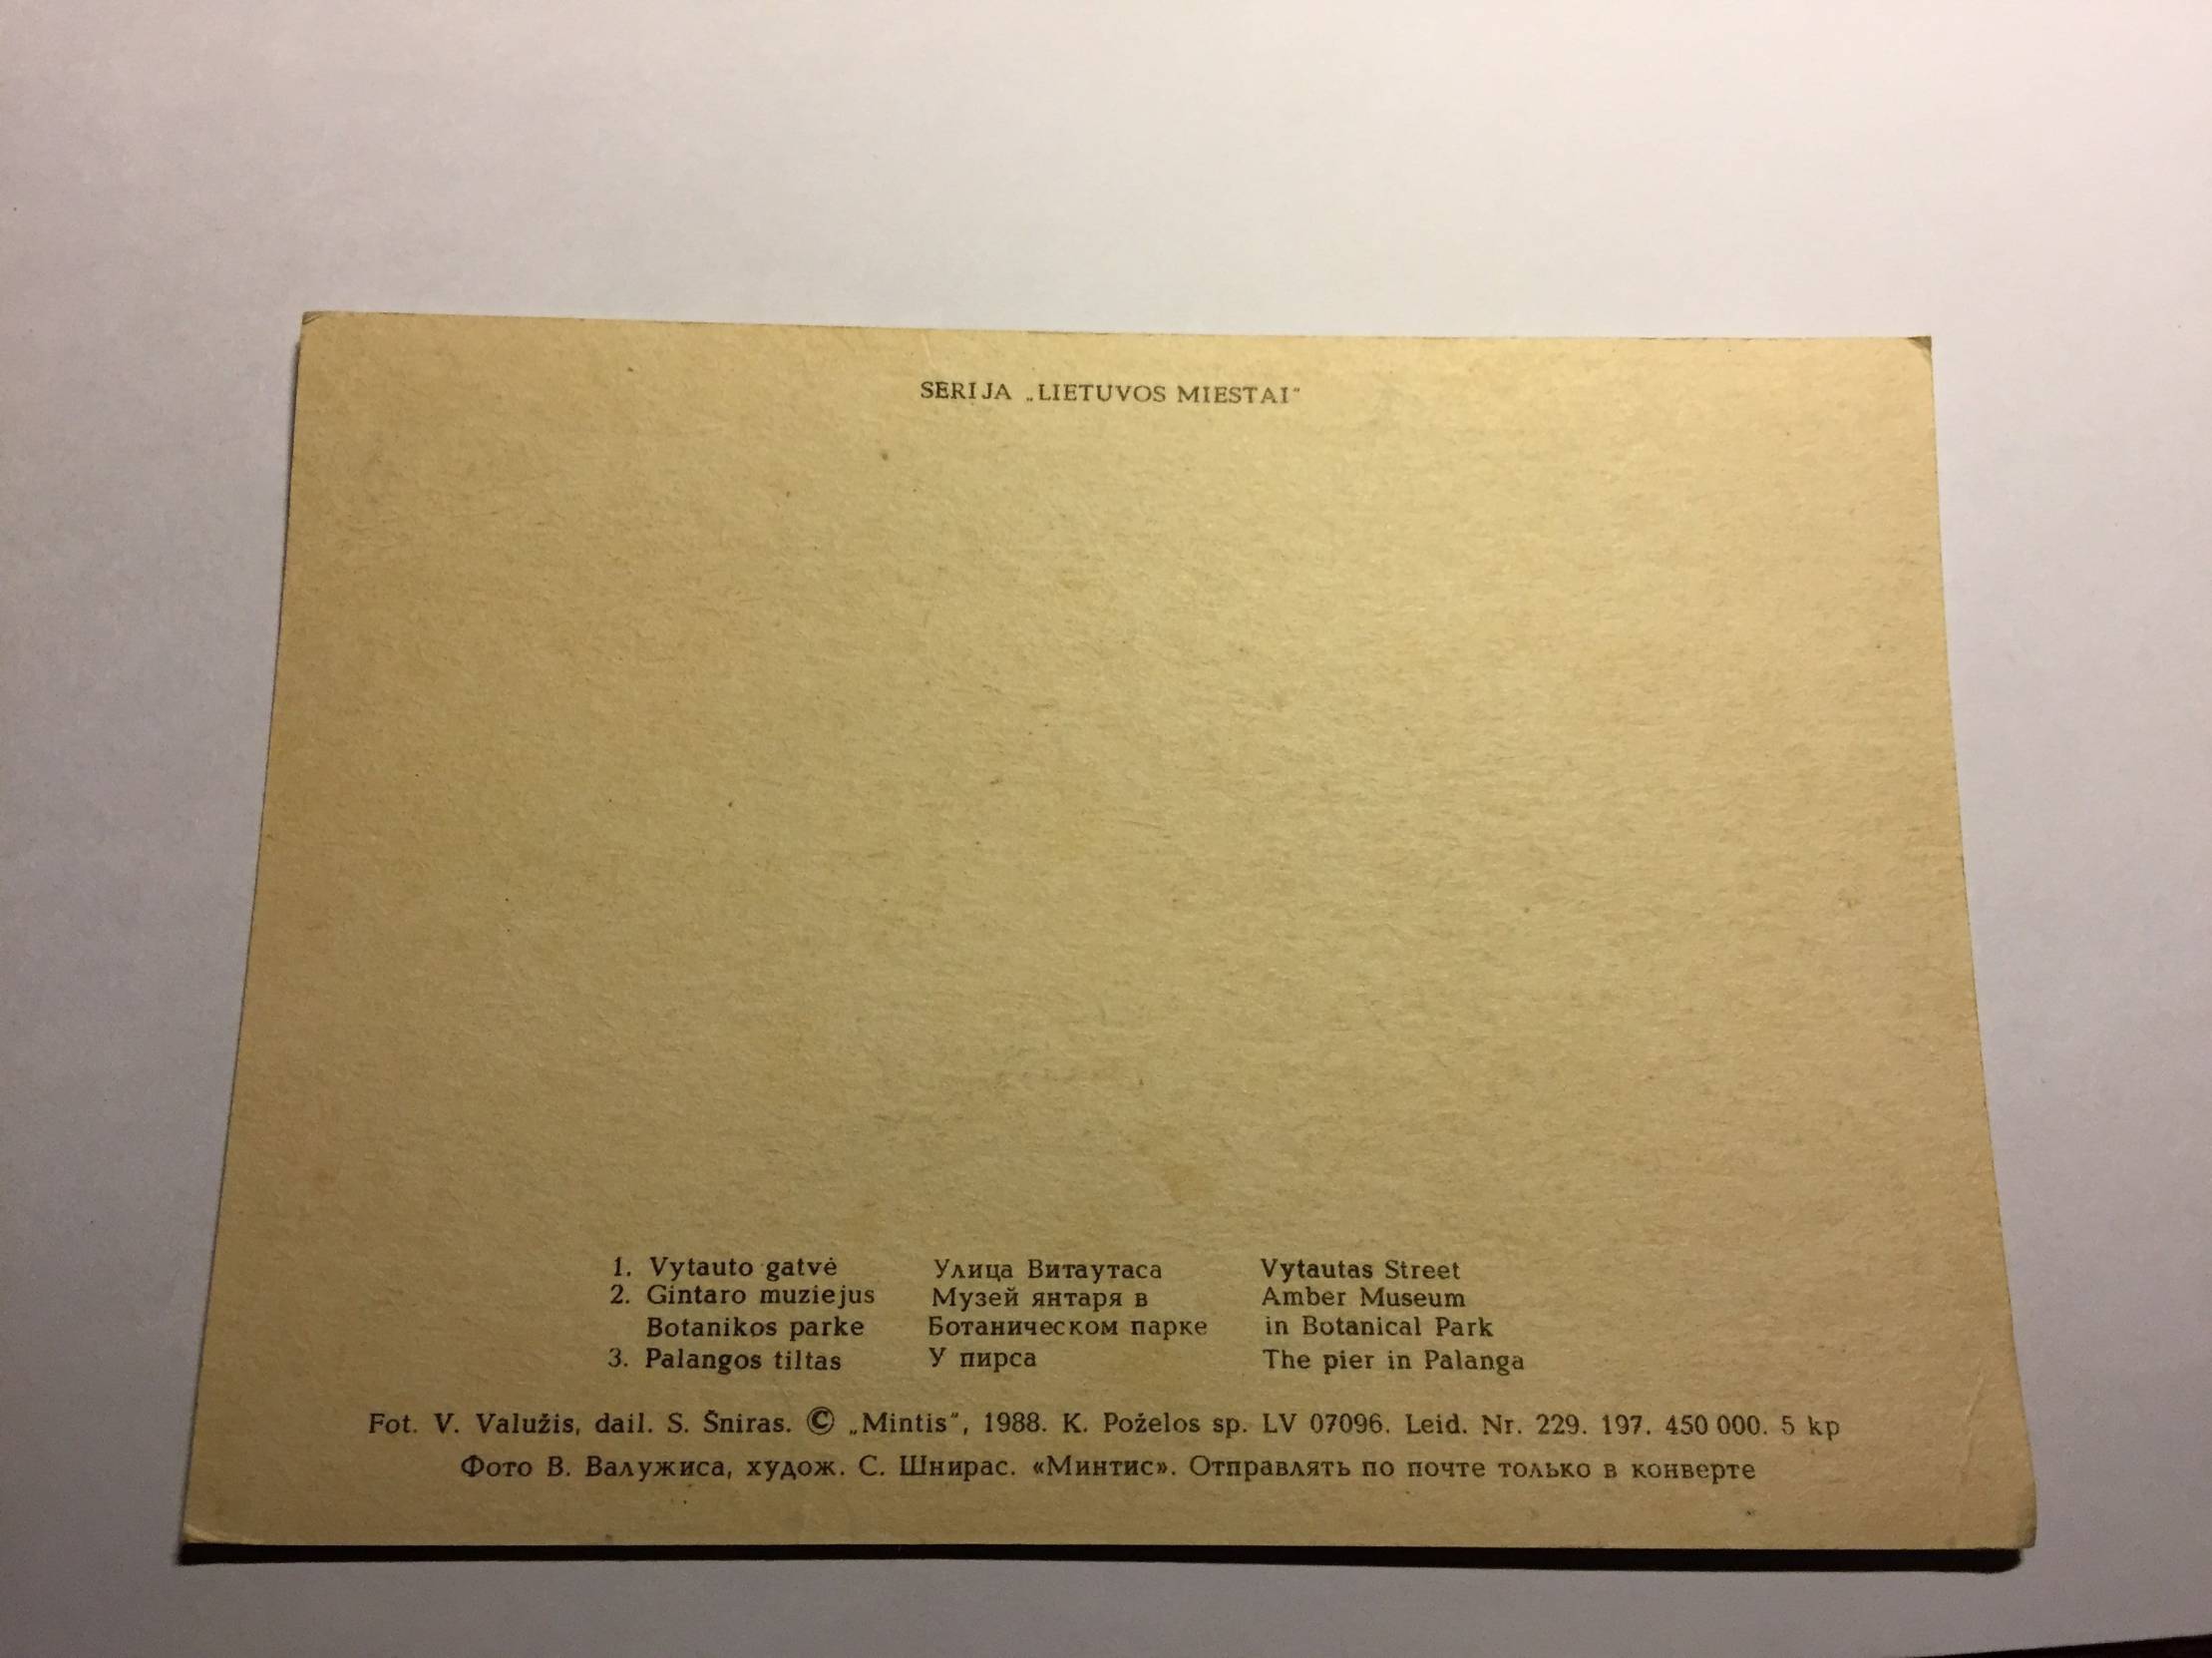 SERIJA „LIETUVOS MIESTAI“
1. Vytauto gatvė Улица Витаутаса Vytautas Street
2. Gintaro muziejus Музей янтаря в Amber Museum
Botanikos parke Ботаническом парке in Botanical Park
3. Palangos tiltas У пирса The pier in Palanga
Fot. V. Valužis, dail. S. Šniras. © „Mintis“, 1988. K. Poželos sp. LV 07096. Leid. Nr. 229. 197. 450 000. 5 kp
Фото В. Валужиса, худож. С. Шнирас. «Минтис». Отправлять по почте только в конверте